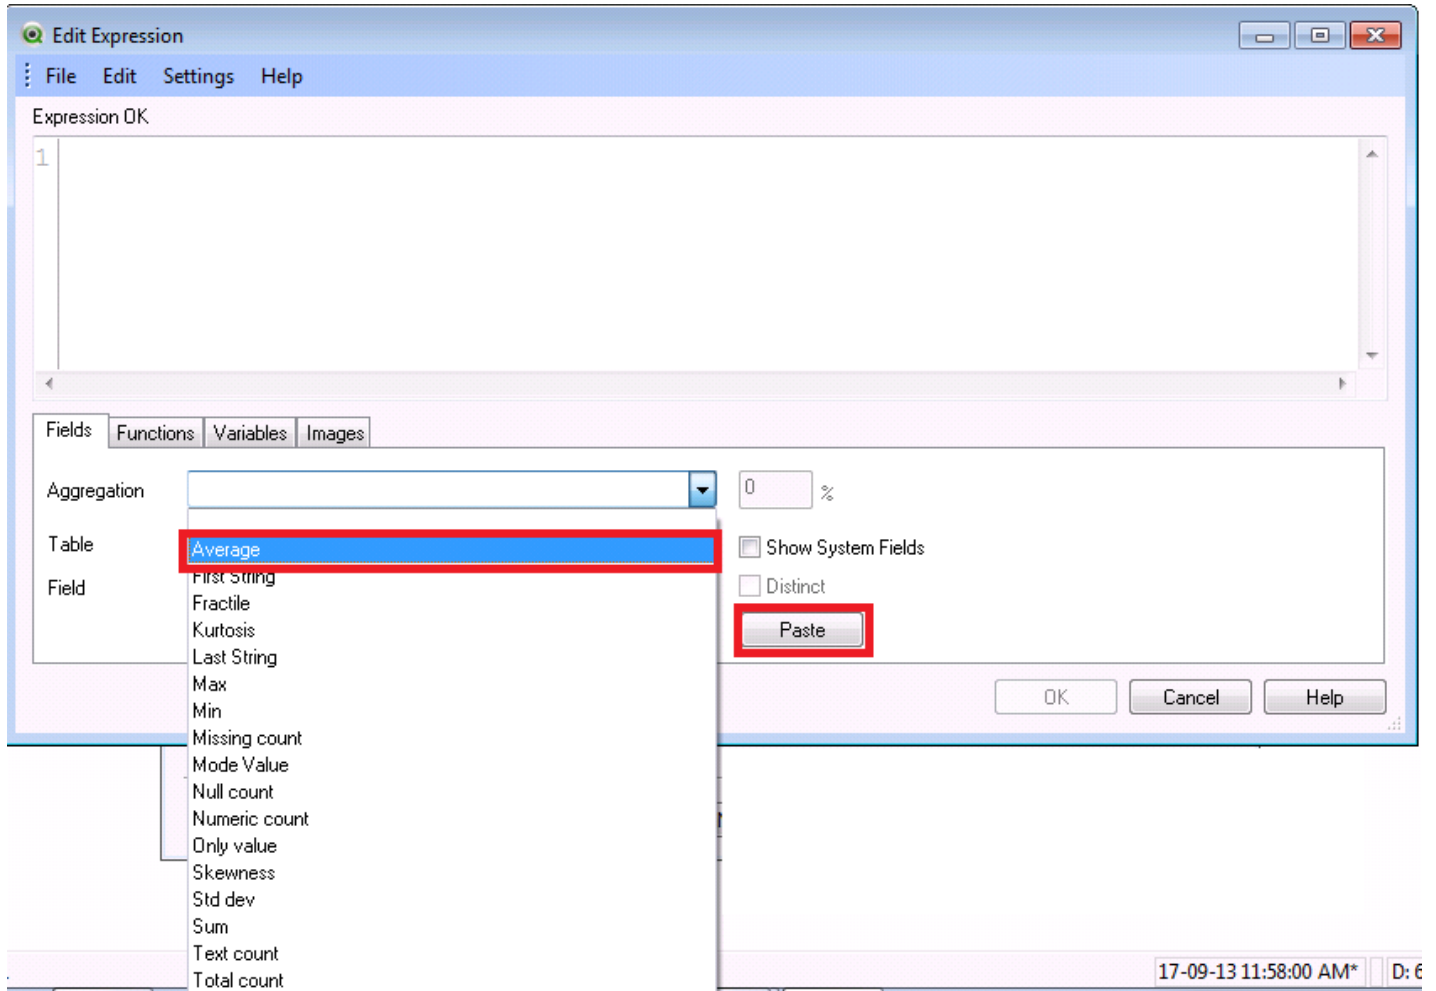 Edit Expression
File Edit Settings Help
Expression OK
1
Fields Functions Variables Images
Aggregation 0 %
Table Average Show System Fields
First String
Field Distinct
Fractile
Kurtosis Paste
Last String
Max OK Cancel Help
Min
Missing count
Mode Value
Null count
Numeric count
Only value
Skewness
Std dev
Sum
Text count
17-09-13 11:58:00 AM* D: 6
Total count